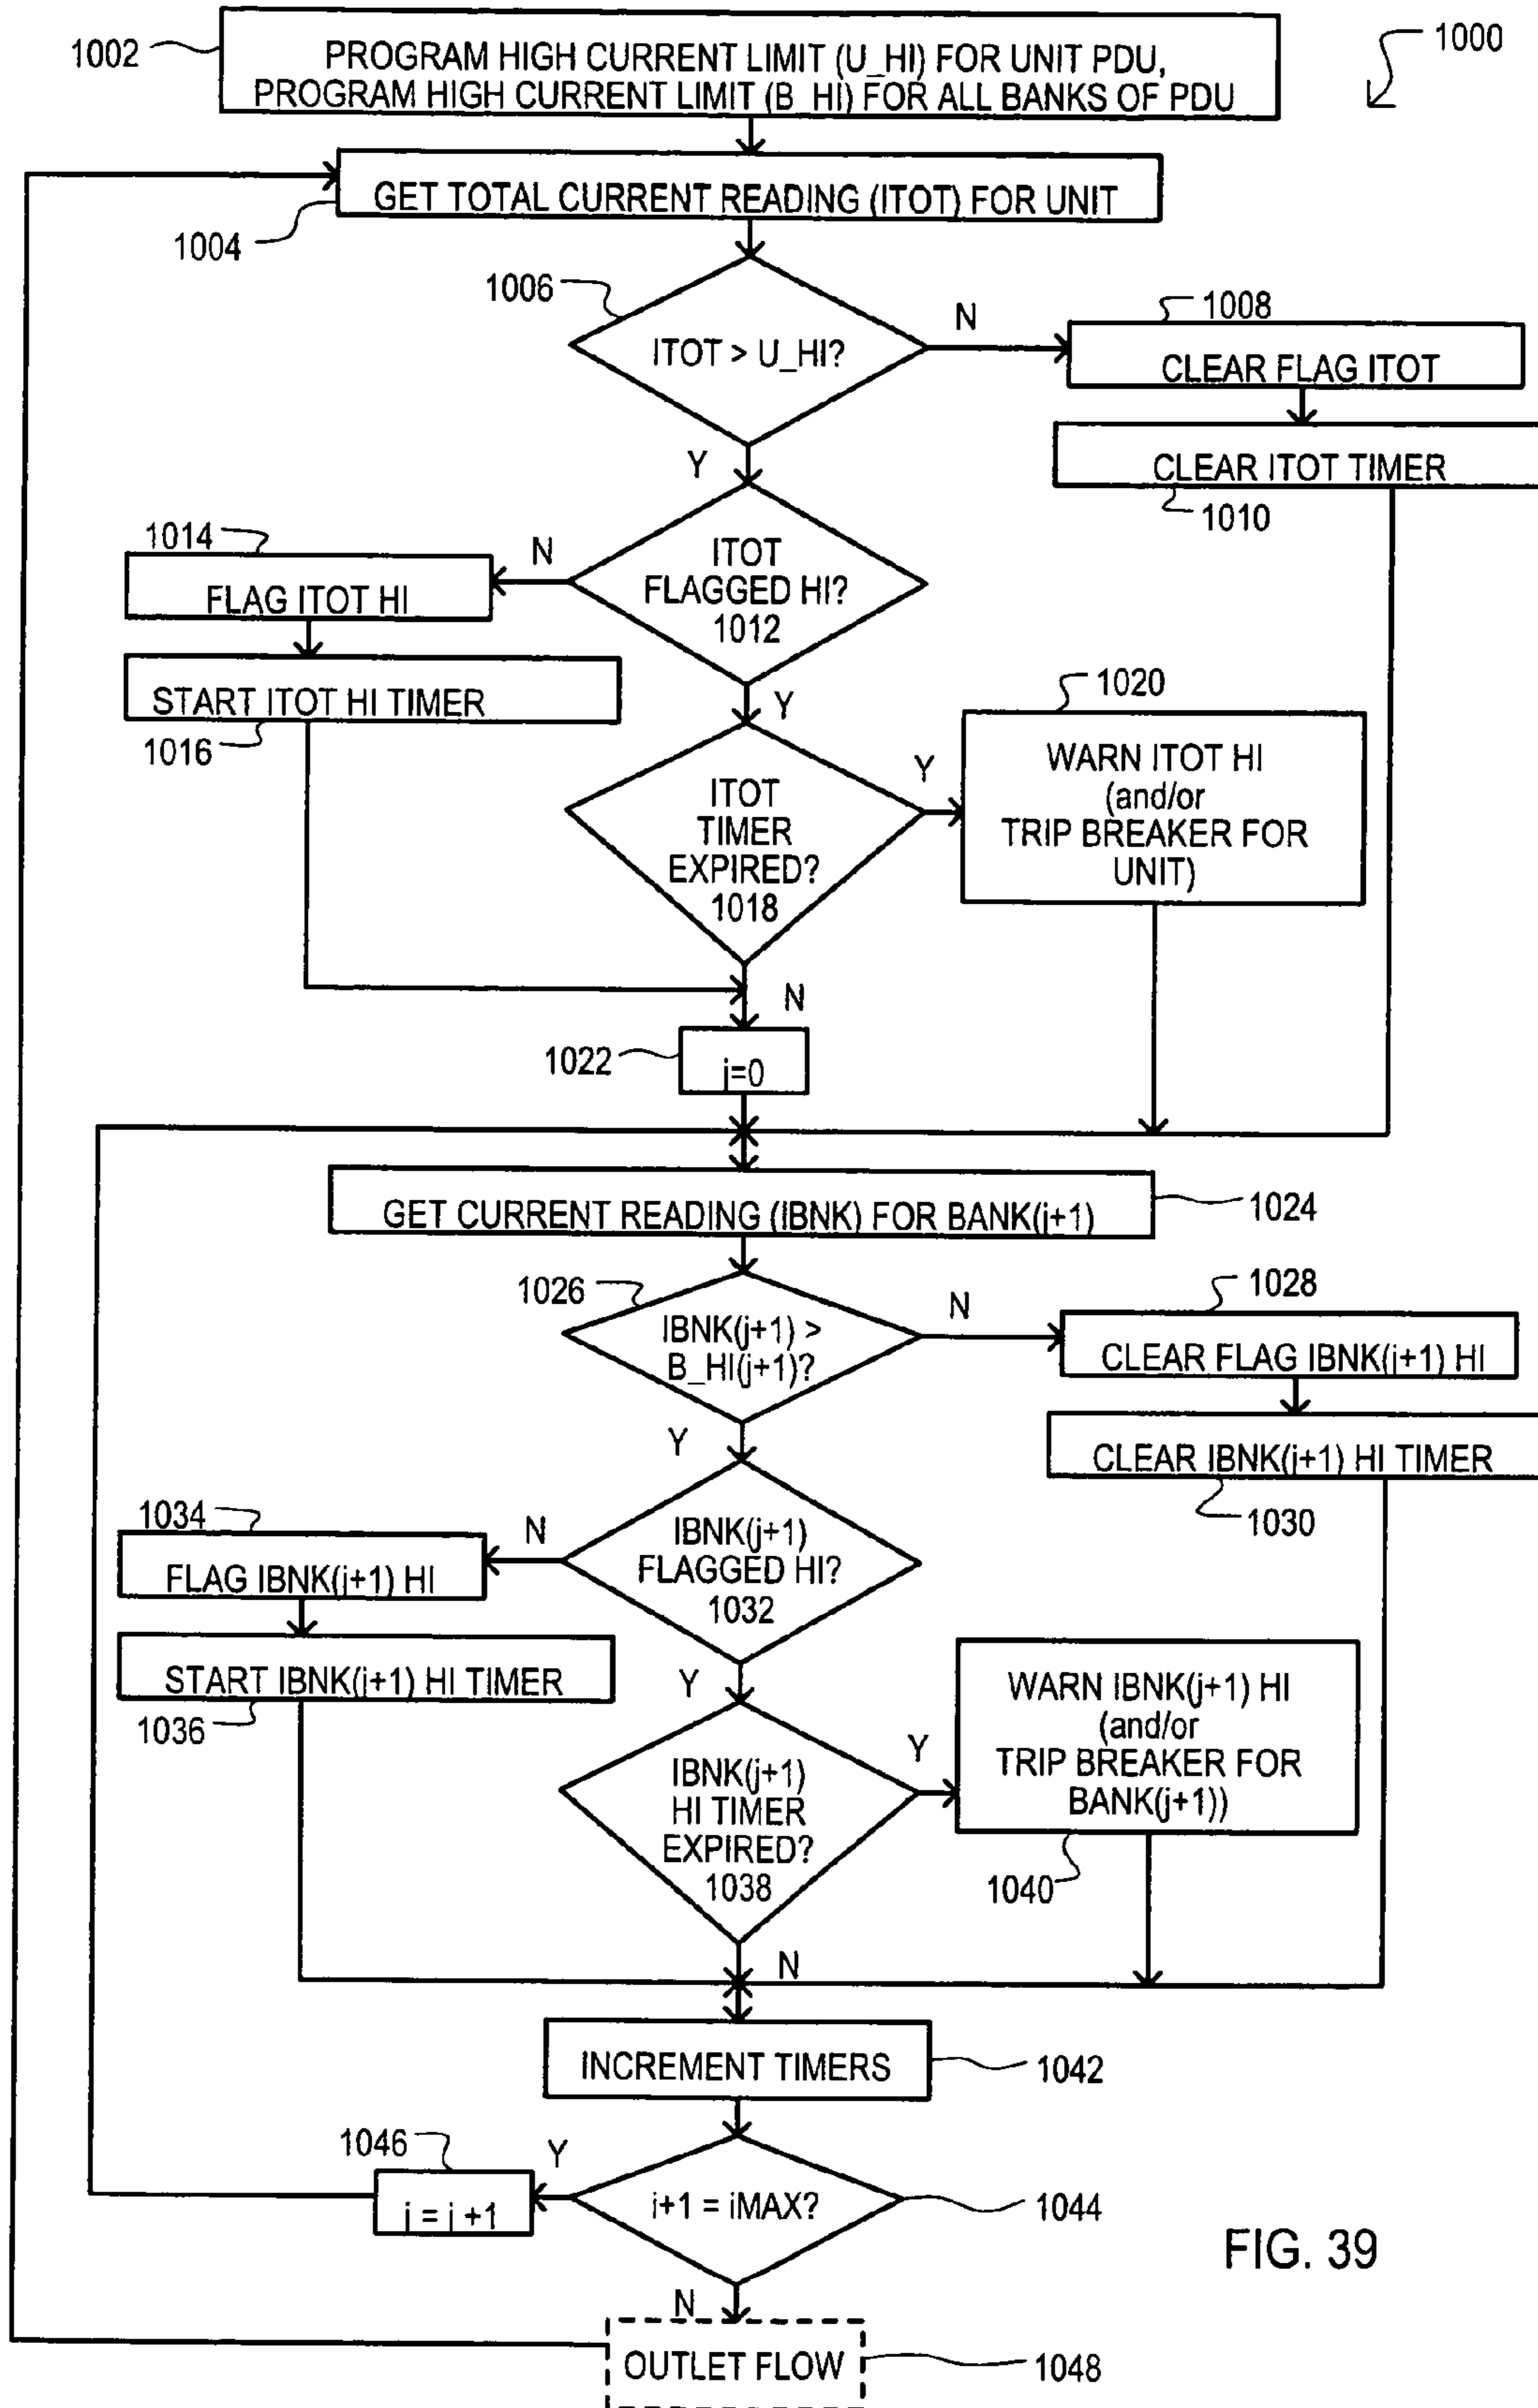 1002
PROGRAM HIGH CURRENT LIMIT (U_HI) FOR UNIT PDU,
PROGRAM HIGH CURRENT LIMIT (B_HI) FOR ALL BANKS OF PDU
1000
GET TOTAL CURRENT READING (ITOT) FOR UNIT
1004
1006
ITOT > U_HI?
N
1008
CLEAR FLAG ITOT
CLEAR ITOT TIMER
1010
Y
ITOT
FLAGGED HI?
1012
N
1014
FLAG ITOT HI
START ITOT HI TIMER
1016
Y
ITOT
TIMER
EXPIRED?
1018
Y
1020
WARN ITOT HI
(and/or
TRIP BREAKER FOR
UNIT)
N
1022
j=0
GET CURRENT READING (IBNK) FOR BANK(j+1)
1024
1026
IBNK(j+1) >
B_HI(j+1)?
N
1028
CLEAR FLAG IBNK(j+1) HI
CLEAR IBNK(j+1) HI TIMER
1030
Y
IBNK(j+1)
FLAGGED HI?
1032
N
1034
FLAG IBNK(j+1) HI
START IBNK(j+1) HI TIMER
1036
Y
IBNK(j+1)
HI TIMER
EXPIRED?
1038
Y
WARN IBNK(j+1) HI
(and/or
TRIP BREAKER FOR
BANK(j+1))
1040
N
INCREMENT TIMERS
1042
1046
Y
j = j +1
i+1 = iMAX?
1044
N
OUTLET FLOW
1048
FIG. 39